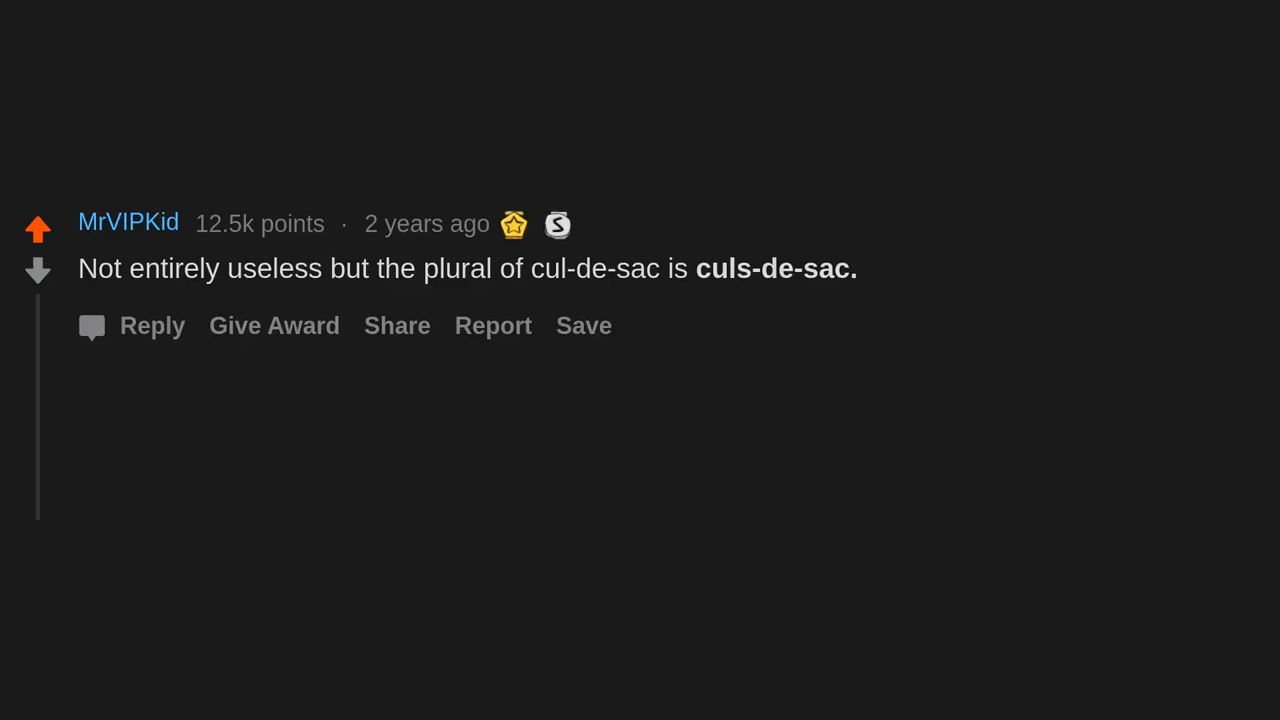 MrVIPKid 12.5k points · 2 years ago S
Not entirely useless but the plural of cul-de-sac is culs-de-sac.
Reply Give Award Share Report Save